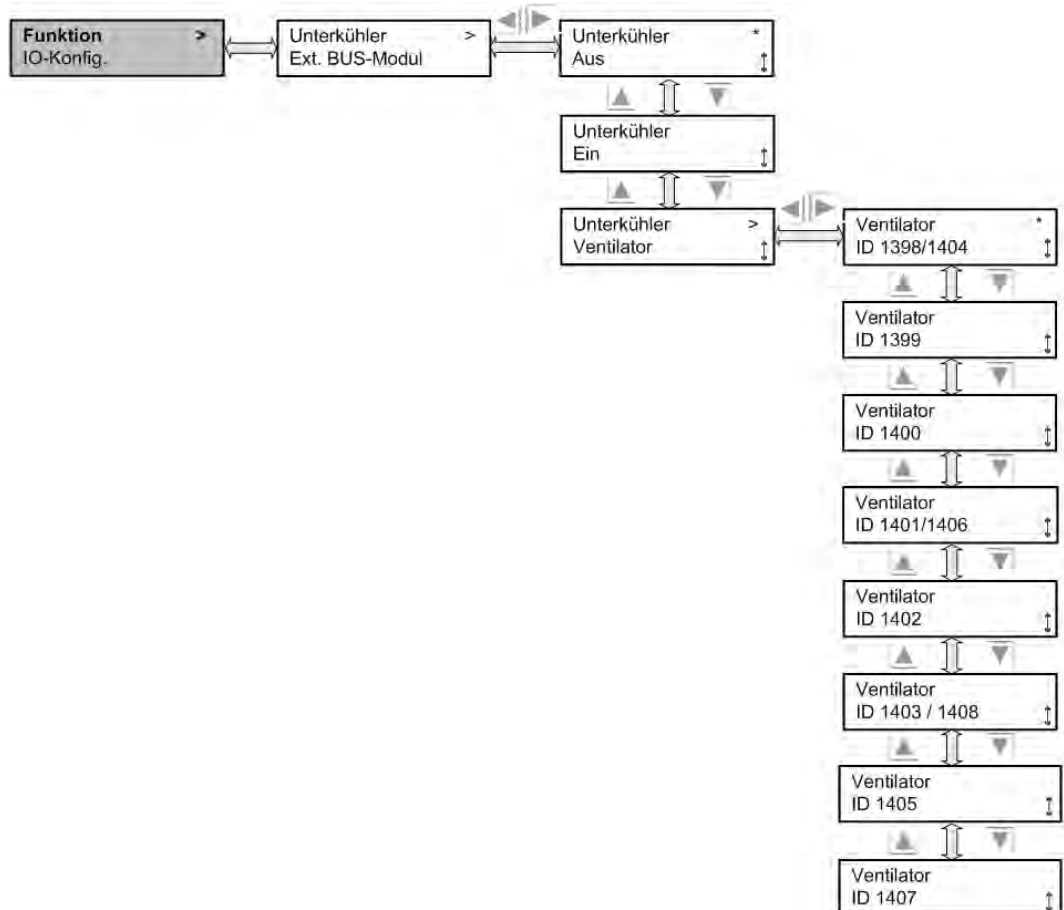 Funktion >
IO-Konfig.
Unterkühler >
Ext. BUS-Modul
Unterkühler *
Aus
Unterkühler
Ein
Unterkühler >
Ventilator
Ventilator *
ID 1398/1404
Ventilator
ID 1399
Ventilator
ID 1400
Ventilator
ID 1401/1406
Ventilator
ID 1402
Ventilator
ID 1403 / 1408
Ventilator
ID 1405
Ventilator
ID 1407